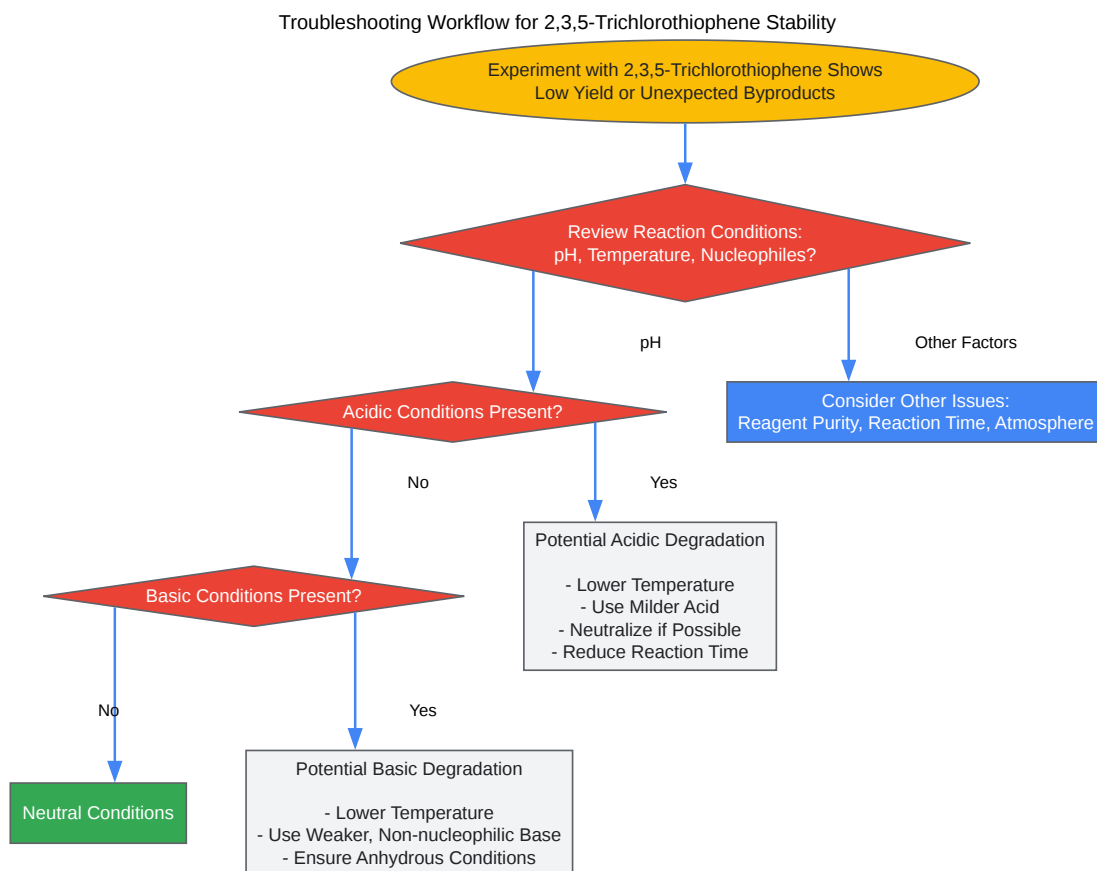 Troubleshooting Workflow for 2,3,5-Trichlorothiophene Stability
Experiment with 2,3,5-Trichlorothiophene Shows
Low Yield or Unexpected Byproducts
Review Reaction Conditions:
pH, Temperature, Nucleophiles?
pH
Other Factors
Acidic Conditions Present?
Consider Other Issues:
Reagent Purity, Reaction Time, Atmosphere
No
Yes
Potential Acidic Degradation
- Lower Temperature
- Use Milder Acid
- Neutralize if Possible
- Reduce Reaction Time
Basic Conditions Present?
No
Yes
Neutral Conditions
Potential Basic Degradation
- Lower Temperature
- Use Weaker, Non-nucleophilic Base
- Ensure Anhydrous Conditions